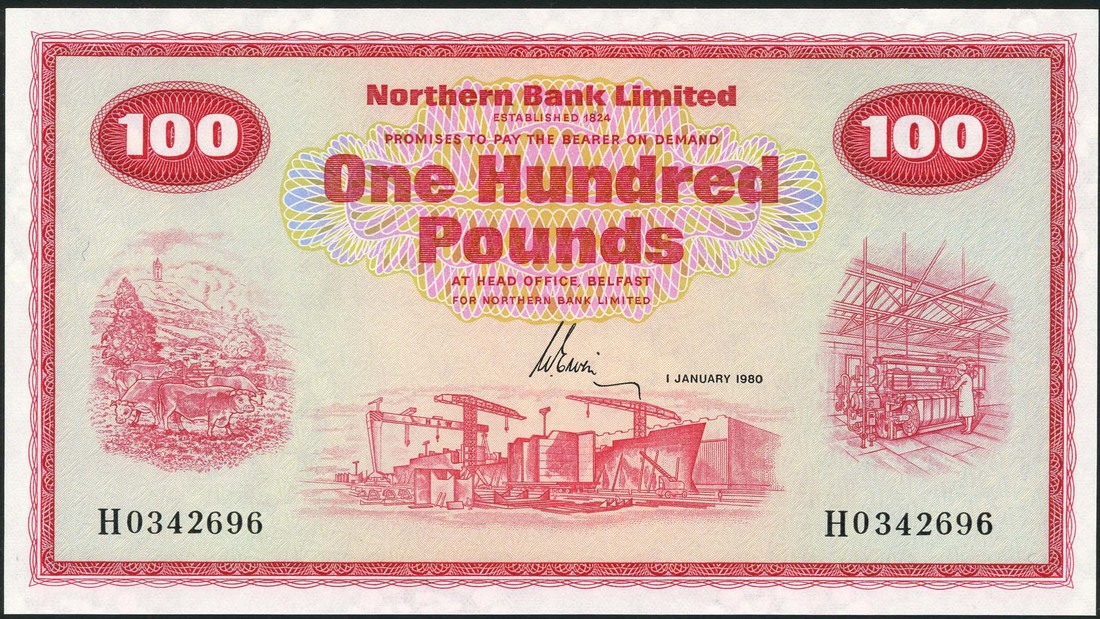 Northern Bank Limited
ESTABLISHED 1824
PROMISES TO PAY THE BEARER ON DEMAND
100
100
One Hundred
Pounds
AT HEAD OFFICE, BELFAST
FOR NORTHERN BANK LIMITED
1 JANUARY 1980
H0342696
H0342696